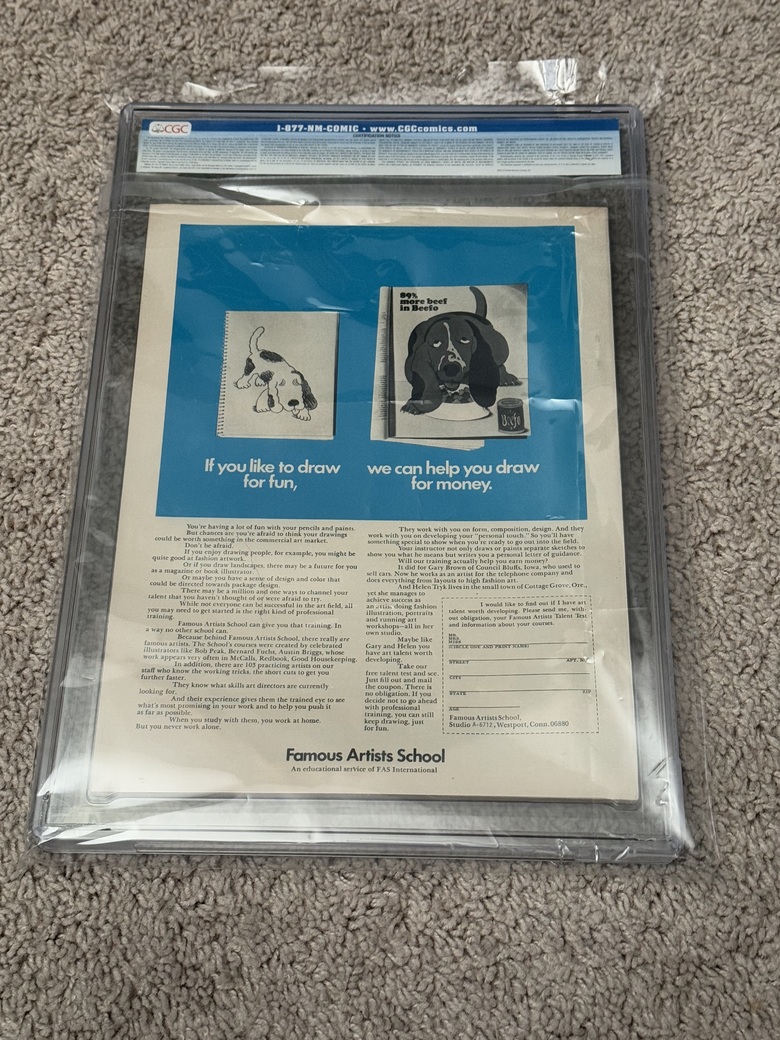 CGC
1-877-NM-COMIC • www.CGCcomics.com
CERTIFICATION NOTICE
89%
more beef
in Beefo
Beefo
If you like to draw
for fun,
we can help you draw
for money.
You're having a lot of fun with your pencils and paints.
But chances are you're afraid to think your drawings
could be worth something in the commercial art market.
Don't be afraid.
If you enjoy drawing people, for example, you might be
quite good at fashion artwork.
Or if you draw landscapes, there may be a future for you
as a magazine or book illustrator.
Or maybe you have a sense of design and color that
could be directed towards package design.
There may be a million and one ways to channel your
talent that you haven't thought of or were afraid to try.
While not everyone can be successful in the art field, all
you may need to get started is the right kind of professional
training.
Famous Artists School can give you that training. In
a way no other school can.
Because behind Famous Artists School, there really are
famous artists. The School's courses were created by celebrated
illustrators like Bob Peak, Bernard Fuchs, Austin Briggs, whose
work appears very often in McCalls, Redbook, Good Housekeeping.
In addition, there are 103 practicing artists on our
staff who know the working tricks, the short cuts to get you
further faster.
They know what skills art directors are currently
looking for.
And their experience gives them the trained eye to see
what's most promising in your work and to help you push it
as far as possible.
When you study with them, you work at home.
But you never work alone.
They work with you on form, composition, design. And they
work with you on developing your "personal touch." So you'll have
something special to show when you're ready to go out into the field.
Your instructor not only draws or paints separate sketches to
show you what he means but writes you a personal letter of guidance.
Will our training actually help you earn money?
It did for Gary Brown of Council Bluffs, Iowa, who used to
sell cars. Now he works as an artist for the telephone company and
does everything from layouts to high fashion art.
And Helen Tryk lives in the small town of Cottage Grove, Ore.,
yet she manages to
achieve success as
an artist, doing fashion
illustration, portraits
and running art
workshops—all in her
own studio.
Maybe like
Gary and Helen you
have art talent worth
developing.
Take our
free talent test and see.
Just fill out and mail
the coupon. There is
no obligation. If you
decide not to go ahead
with professional
training, you can still
keep drawing, just
for fun.
I would like to find out if I have art
talent worth developing. Please send me, with-
out obligation, your Famous Artists Talent Test
and information about your courses.
MR.
MRS.
MISS
(CIRCLE ONE AND PRINT NAME)
STREET APT. #
CITY
STATE ZIP
AGE
Famous Artists School,
Studio A-6712, Westport, Conn. 06880
Famous Artists School
An educational service of FAS International